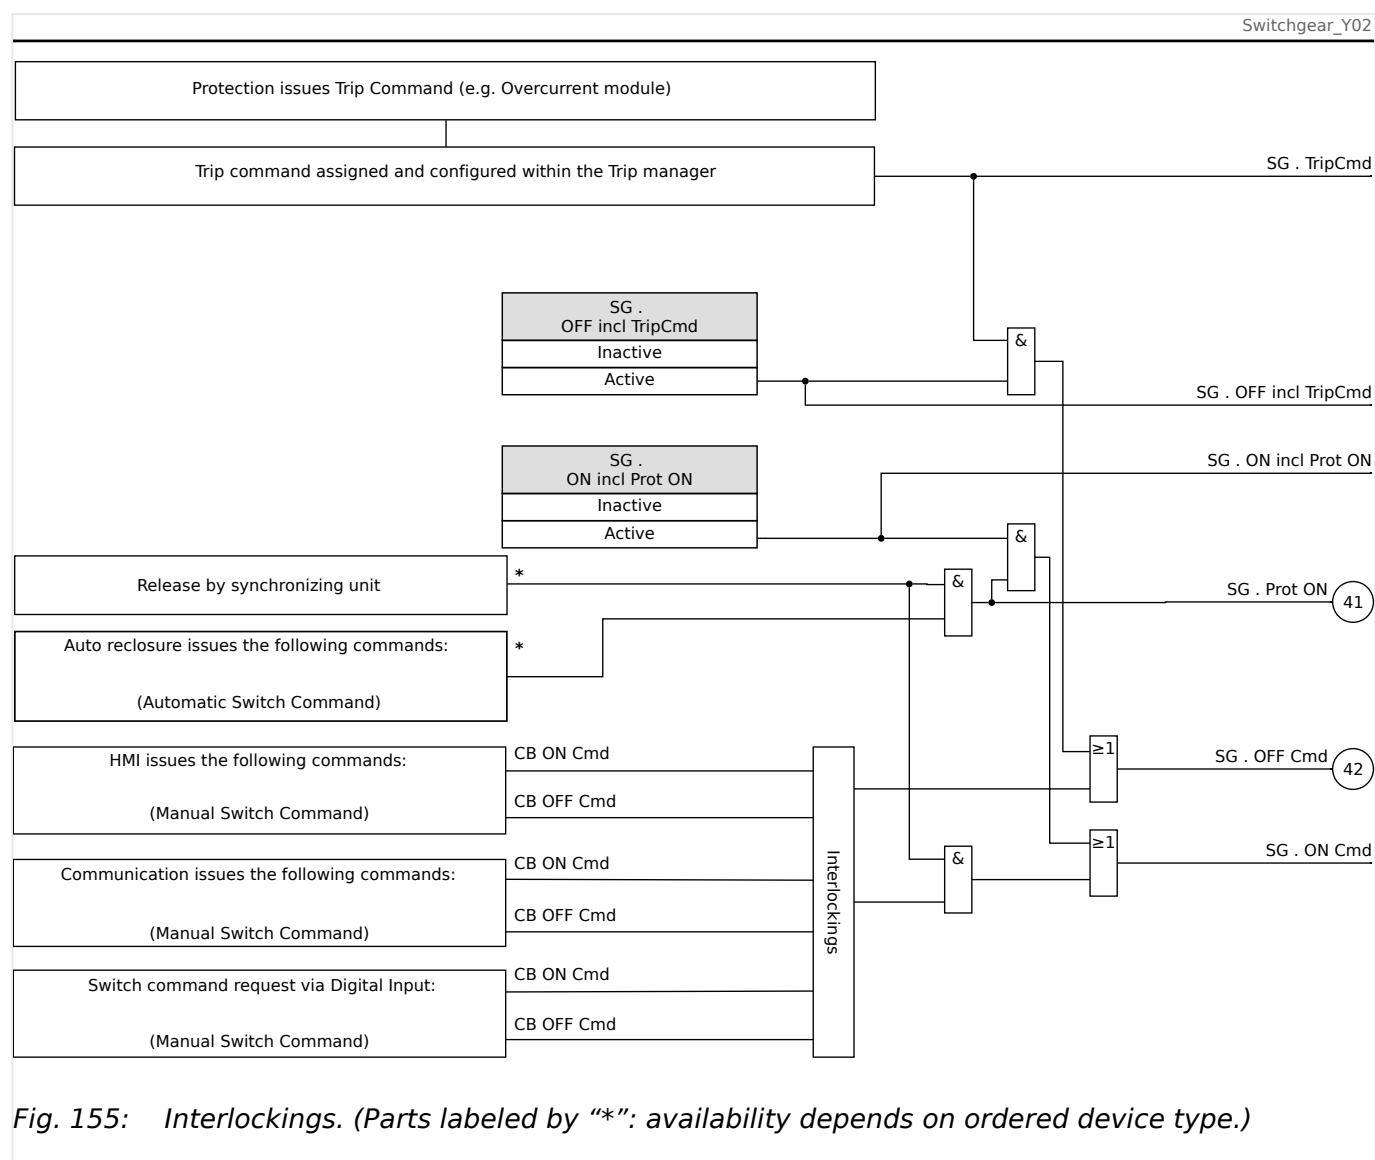 Switchgear_Y02
Protection issues Trip Command (e.g. Overcurrent module)
Trip command assigned and configured within the Trip manager
SG . TripCmd
SG .
OFF incl TripCmd
Inactive
Active
&
SG . OFF incl TripCmd
SG .
ON incl Prot ON
Inactive
Active
SG . ON incl Prot ON
&
Release by synchronizing unit
*
&
SG . Prot ON
41
Auto reclosure issues the following commands:
(Automatic Switch Command)
*
HMI issues the following commands:
(Manual Switch Command)
CB ON Cmd
CB OFF Cmd
≥1
SG . OFF Cmd
42
Communication issues the following commands:
(Manual Switch Command)
CB ON Cmd
CB OFF Cmd
Interlockings
&
≥1
SG . ON Cmd
Switch command request via Digital Input:
(Manual Switch Command)
CB ON Cmd
CB OFF Cmd
Fig. 155: Interlockings. (Parts labeled by “*”: availability depends on ordered device type.)